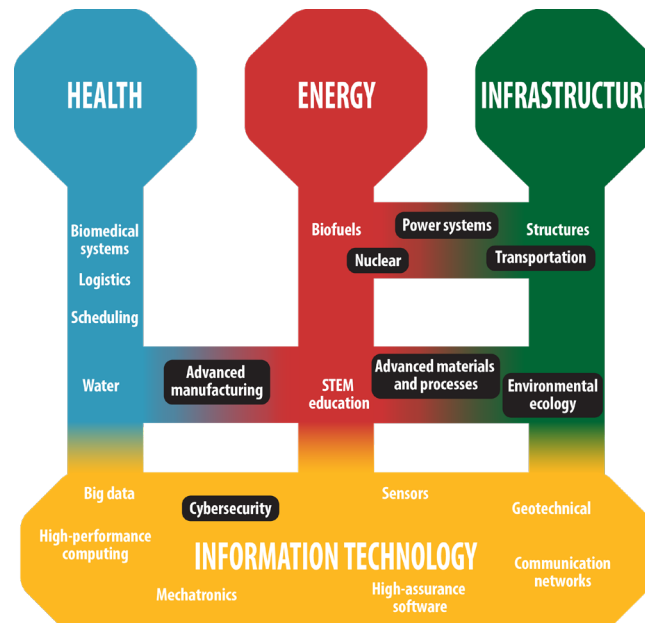 HEALTH
ENERGY
INFRASTRUCTURE
Biomedical
systems
Logistics
Scheduling
Water
Biofuels
Power systems
Nuclear
Structures
Transportation
Advanced
manufacturing
STEM
education
Advanced materials
and processes
Environmental
ecology
Big data
Cybersecurity
Sensors
Geotechnical
High-performance
computing
INFORMATION TECHNOLOGY
Communication
networks
Mechatronics
High-assurance
software